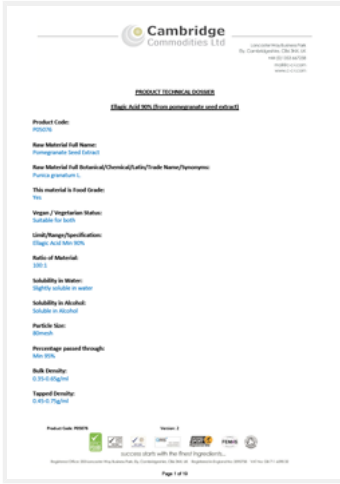 Cambridge
Commodities Ltd
PRODUCT TECHNICAL DOSSIER
Ellagic Acid 90% (from pomegranate seed extract)
Product Code:
P05076
Raw Material Full Name:
Pomegranate Seed Extract
Raw Material Full Botanical/Chemical/Latin/Trade Name/Synonyms:
Punica granatum L.
This material is Food Grade:
Yes
Vegan / Vegetarian Status:
Suitable for both
Limit/Range/Specification:
Ellagic Acid Min 90%
Ratio of Material:
100:1
Solubility in Water:
Slightly soluble in water
Solubility in Alcohol:
Soluble in Alcohol
Particle Size:
80mesh
Percentage passed through:
Min 95%
Bulk Density:
0.35-0.65g/ml
Tapped Density:
0.45-0.75g/ml
Product Code: P05076 Version: 2
success starts with the finest ingredients...
Page 1 of 16